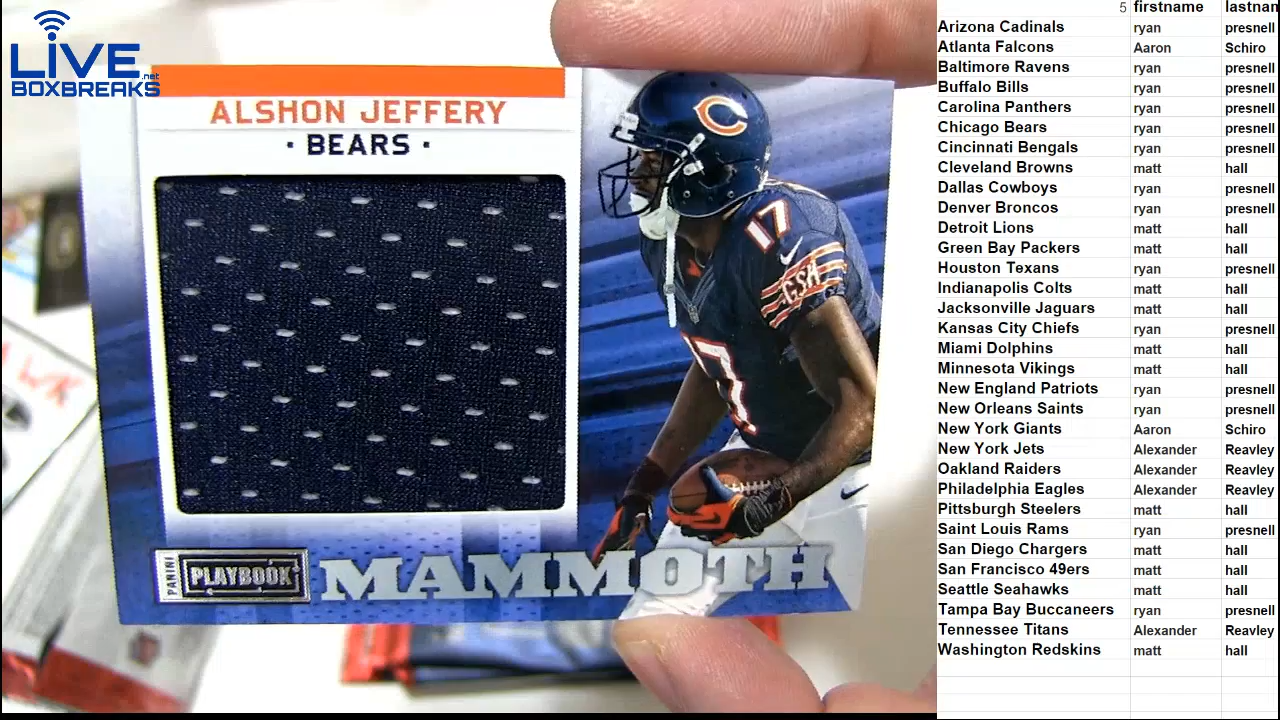 LIVE
.net
BOXBREAKS
ALSHON JEFFERY
· BEARS ·
C
17
GSH
17
PANINI
PLAYBOOK
MAMMOTH
5 firstname lastnam
Arizona Cadinals ryan presnell
Atlanta Falcons Aaron Schiro
Baltimore Ravens ryan presnell
Buffalo Bills ryan presnell
Carolina Panthers ryan presnell
Chicago Bears ryan presnell
Cincinnati Bengals ryan presnell
Cleveland Browns matt hall
Dallas Cowboys ryan presnell
Denver Broncos ryan presnell
Detroit Lions matt hall
Green Bay Packers matt hall
Houston Texans ryan presnell
Indianapolis Colts matt hall
Jacksonville Jaguars matt hall
Kansas City Chiefs ryan presnell
Miami Dolphins matt hall
Minnesota Vikings matt hall
New England Patriots ryan presnell
New Orleans Saints ryan presnell
New York Giants Aaron Schiro
New York Jets Alexander Reavley
Oakland Raiders Alexander Reavley
Philadelphia Eagles Alexander Reavley
Pittsburgh Steelers matt hall
Saint Louis Rams ryan presnell
San Diego Chargers matt hall
San Francisco 49ers matt hall
Seattle Seahawks matt hall
Tampa Bay Buccaneers ryan presnell
Tennessee Titans Alexander Reavley
Washington Redskins matt hall